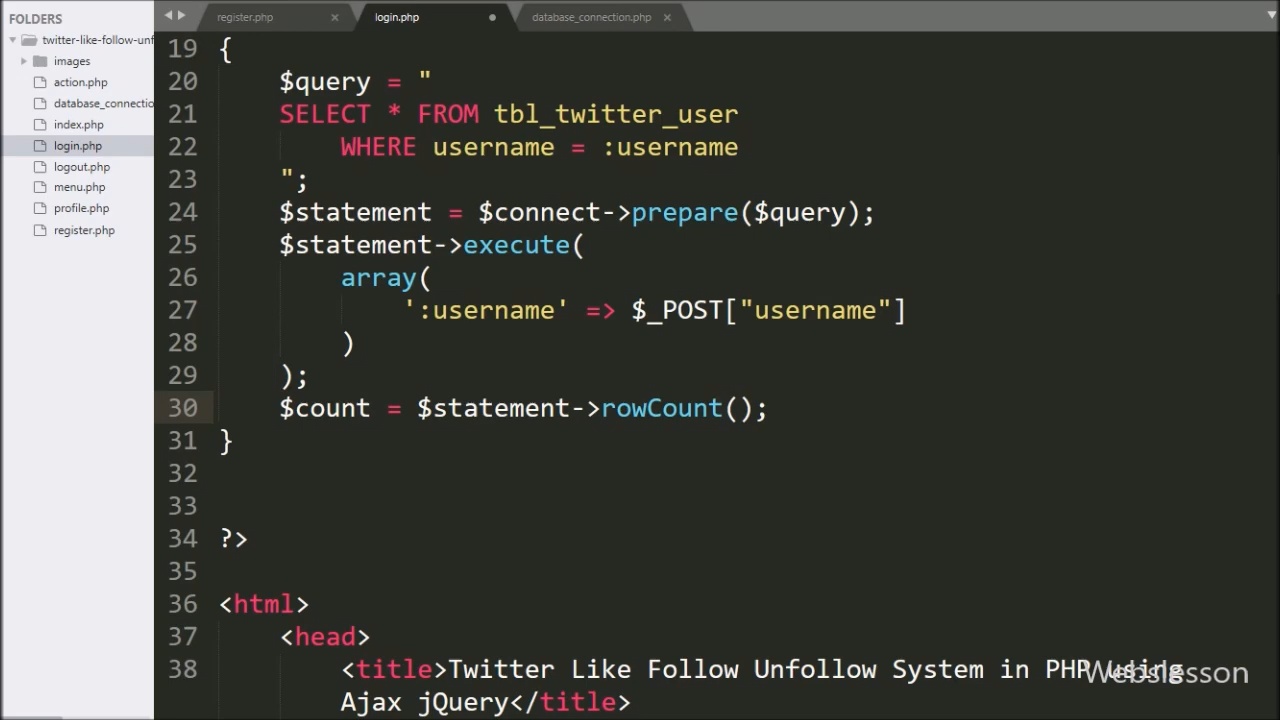 FOLDERS
twitter-like-follow-unf
images
action.php
database_connectio
index.php
login.php
logout.php
menu.php
profile.php
register.php
register.php × login.php database_connection.php ×
19 {
20 $query = "
21 SELECT * FROM tbl_twitter_user
22 WHERE username = :username
23 ";
24 $statement = $connect->prepare($query);
25 $statement->execute(
26 array(
27 ':username' => $_POST["username"]
28 )
29 );
30 $count = $statement->rowCount();
31 }
32
33
34 ?>
35
36 <html>
37 <head>
38 <title>Twitter Like Follow Unfollow System in PHP using
Ajax jQuery</title>
Webslesson